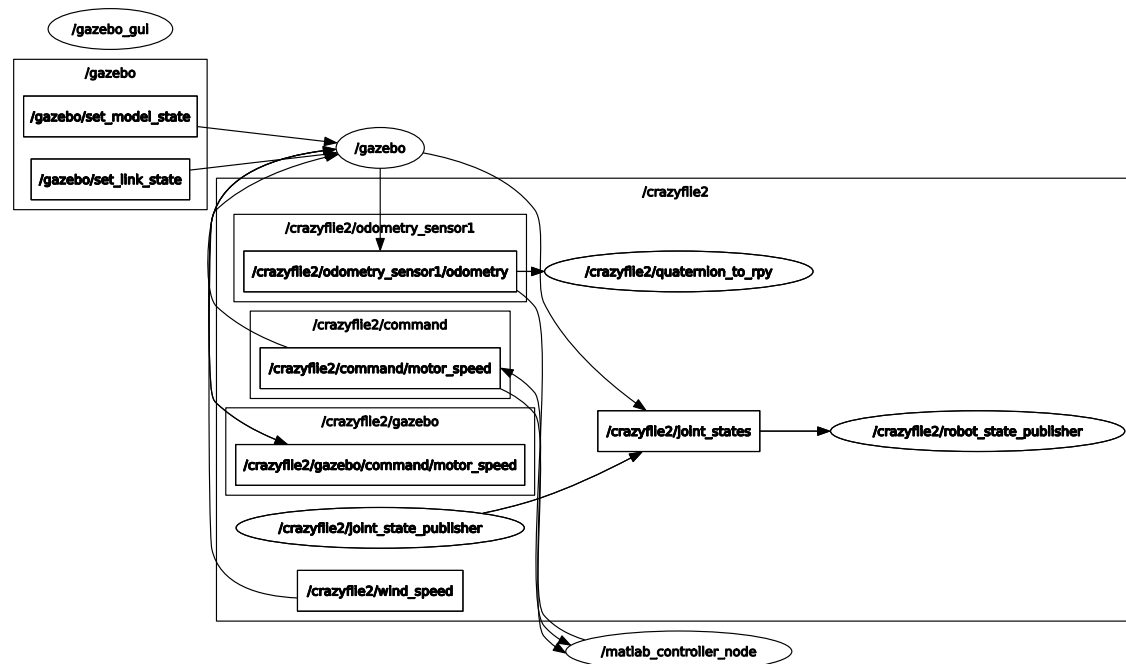 /gazebo_gui
/gazebo
/gazebo/set_model_state
/gazebo/set_link_state
/gazebo
/crazyflie2
/crazyflie2/odometry_sensor1
/crazyflie2/odometry_sensor1/odometry
/crazyflie2/quaternion_to_rpy
/crazyflie2/command
/crazyflie2/command/motor_speed
/crazyflie2/gazebo
/crazyflie2/gazebo/command/motor_speed
/crazyflie2/joint_states
/crazyflie2/robot_state_publisher
/crazyflie2/joint_state_publisher
/crazyflie2/wind_speed
/matlab_controller_node